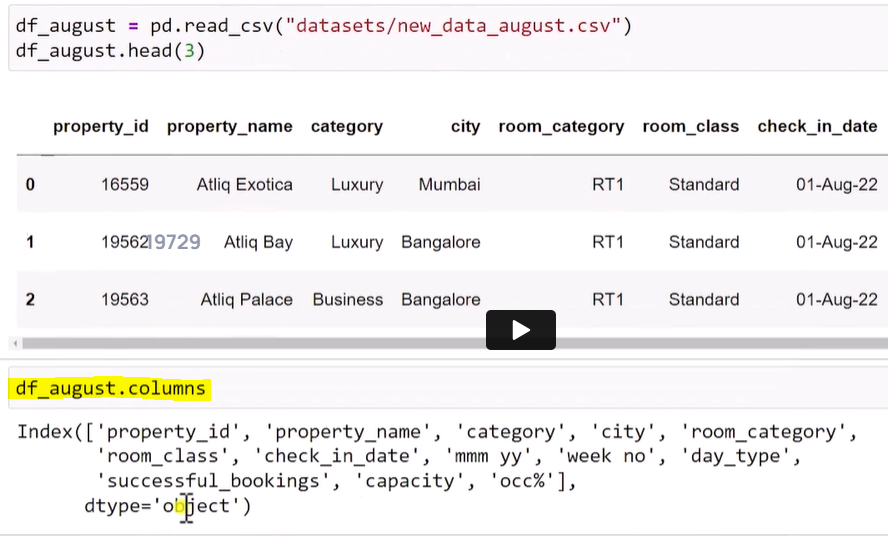 df_august = pd.read_csv("datasets/new_data_august.csv")
df_august.head(3)
property_id property_name category city room_category room_class check_in_date
0 16559 Atliq Exotica Luxury Mumbai RT1 Standard 01-Aug-22
1 19562 19729 Atliq Bay Luxury Bangalore RT1 Standard 01-Aug-22
2 19563 Atliq Palace Business Bangalore RT1 Standard 01-Aug-22
df_august.columns
Index(['property_id', 'property_name', 'category', 'city', 'room_category',
'room_class', 'check_in_date', 'mmm yy', 'week no', 'day_type',
'successful_bookings', 'capacity', 'occ%'],
dtype='object')